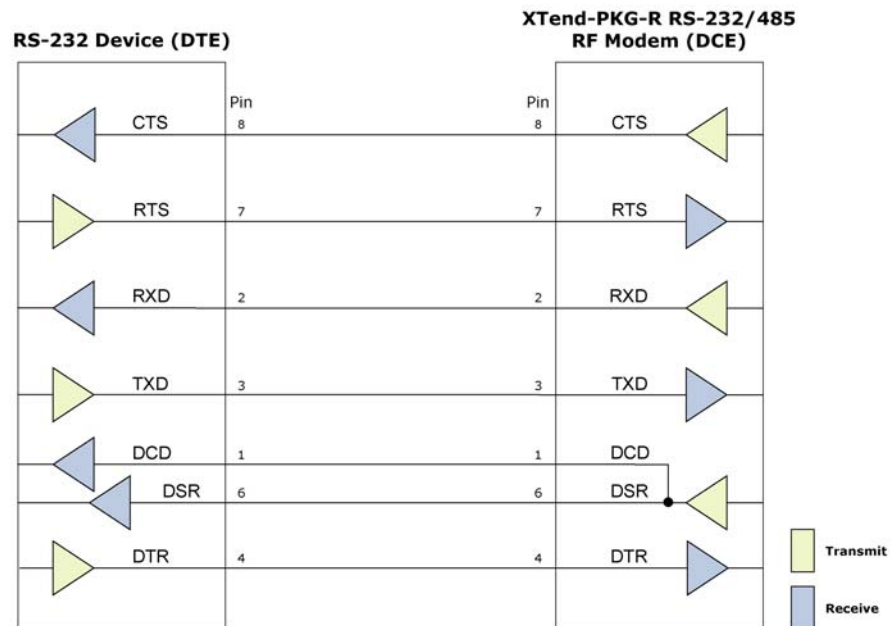 XTend-PKG-R RS-232/485
RS-232 Device (DTE) RF Modem (DCE)
Pin Pin
CTS 8 8 CTS
RTS 7 7 RTS
RXD 2 2 RXD
TXD 3 3 TXD
DCD 1 1 DCD
DSR 6 6 DSR
DTR 4 4 DTR
Transmit
Receive